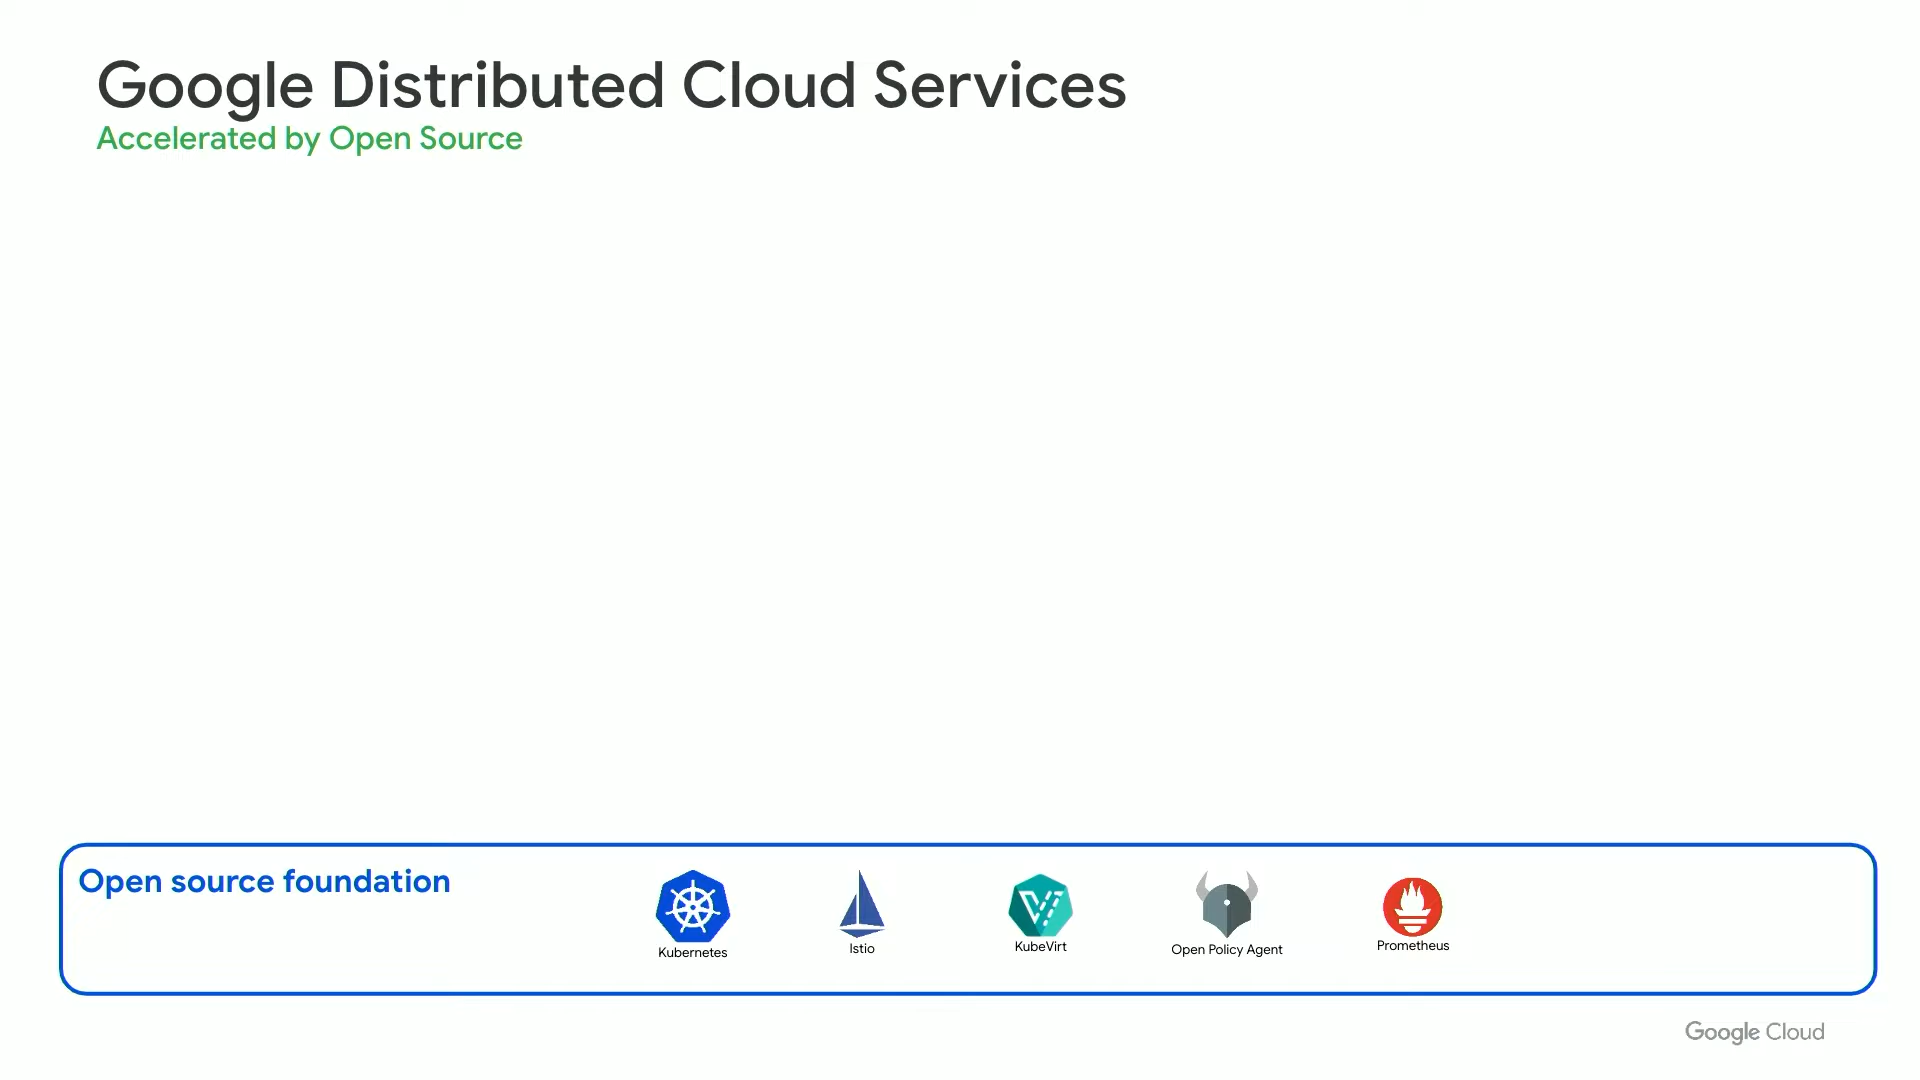 Google Distributed Cloud Services
Accelerated by Open Source
Open source foundation
Kubernetes
Istio
KubeVirt
Open Policy Agent
Prometheus
Google Cloud